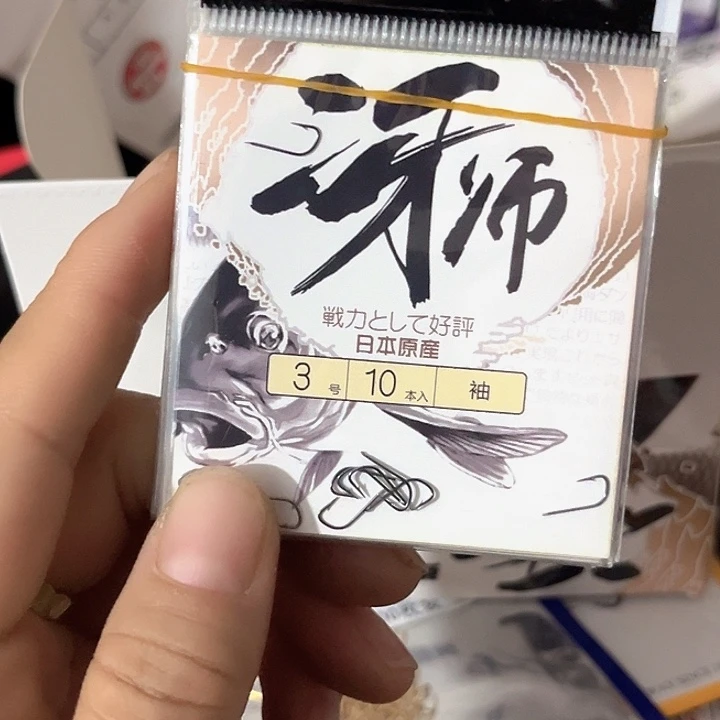 冴师
戦力として好評
日本原産
3号 10本入 袖